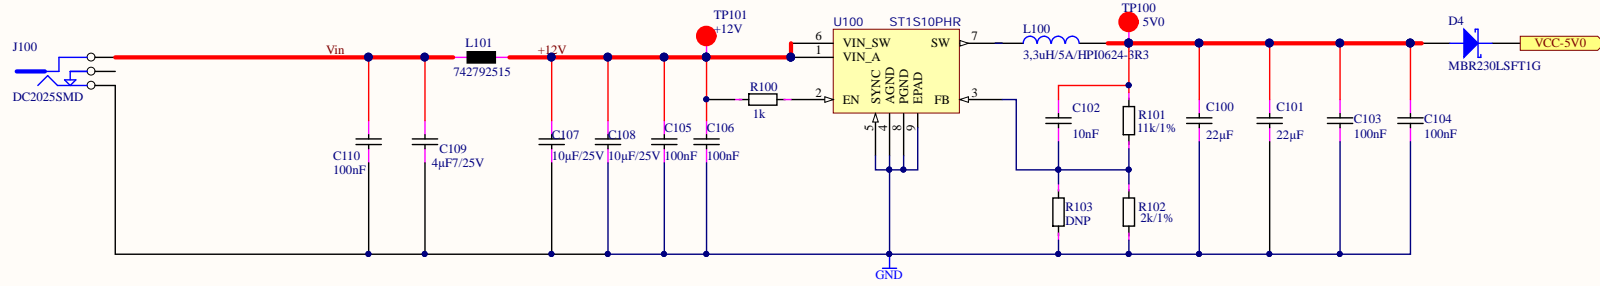 J100
DC2025SMD
Vin
L101
742792515
+12V
TP101
+12V
R100
1k
C110
100nF
C109
4µF7/25V
C107
10µF/25V
C108
10µF/25V
C105
100nF
C106
100nF
U100
ST1S10PHR
6
VIN_SW
1
VIN_A
2
EN
SW
7
FB
3
SYNC
AGND
PGND
EPAD
5
4
8
9
GND
L100
3,3uH/5A/HPI0624-3R3
TP100
5V0
C102
10nF
R101
11k/1%
R103
DNP
R102
2k/1%
C100
22µF
C101
22µF
C103
100nF
C104
100nF
D4
MBR230LSFT1G
VCC-5V0